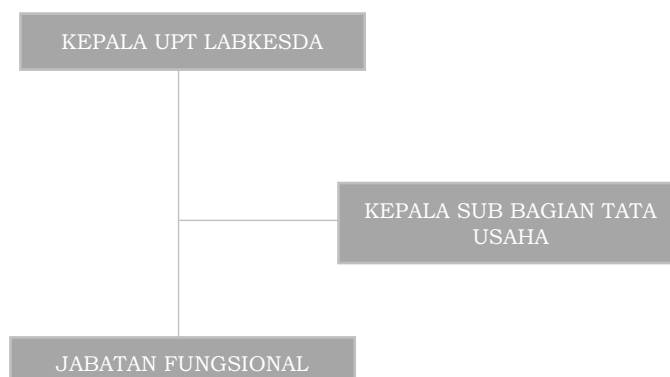 KEPALA UPT LABKESDA
KEPALA SUB BAGIAN TATA
USAHA
JABATAN FUNGSIONAL